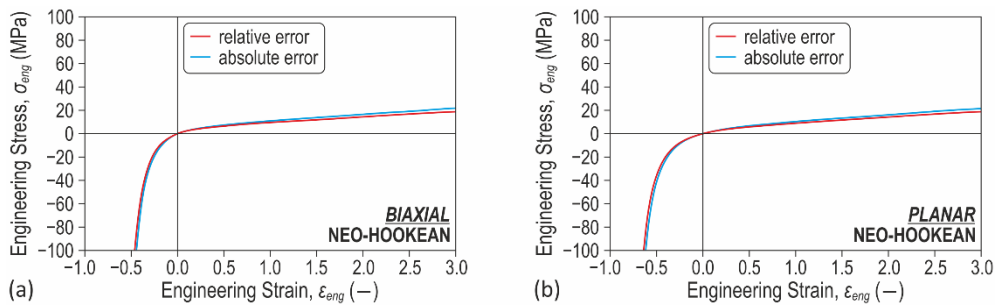 100
80
60
40
20
0
−20
−40
−60
−80
−100
Engineering Stress, σeng (MPa)
relative error
absolute error
BIAXIAL
NEO-HOOKEAN
−1.0 −0.5 0.0 0.5 1.0 1.5 2.0 2.5 3.0
Engineering Strain, εeng (—)
(a)
100
80
60
40
20
0
−20
−40
−60
−80
−100
Engineering Stress, σeng (MPa)
relative error
absolute error
PLANAR
NEO-HOOKEAN
−1.0 −0.5 0.0 0.5 1.0 1.5 2.0 2.5 3.0
Engineering Strain, εeng (—)
(b)